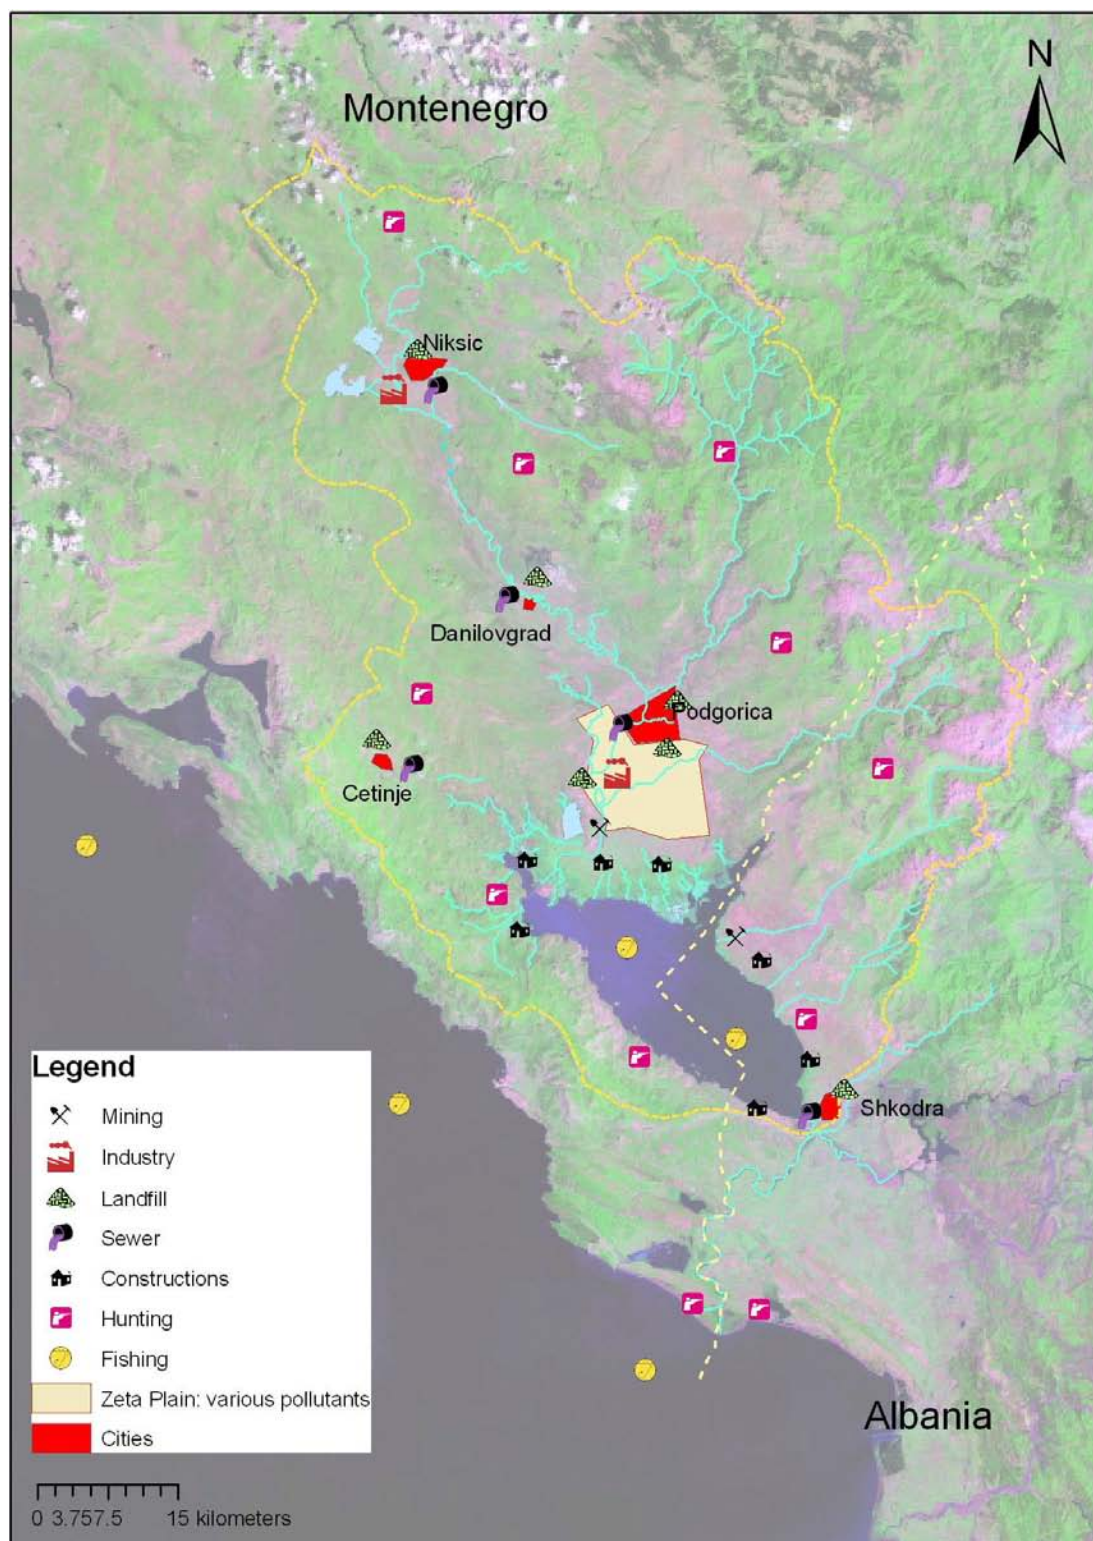 N
Montenegro
Niksic
Danilovgrad
Podgorica
Cetinje
Shkodra
Albania
Legend
Mining
Industry
Landfill
Sewer
Constructions
Hunting
Fishing
Zeta Plain: various pollutants
Cities
0 3.757.5 15 kilometers